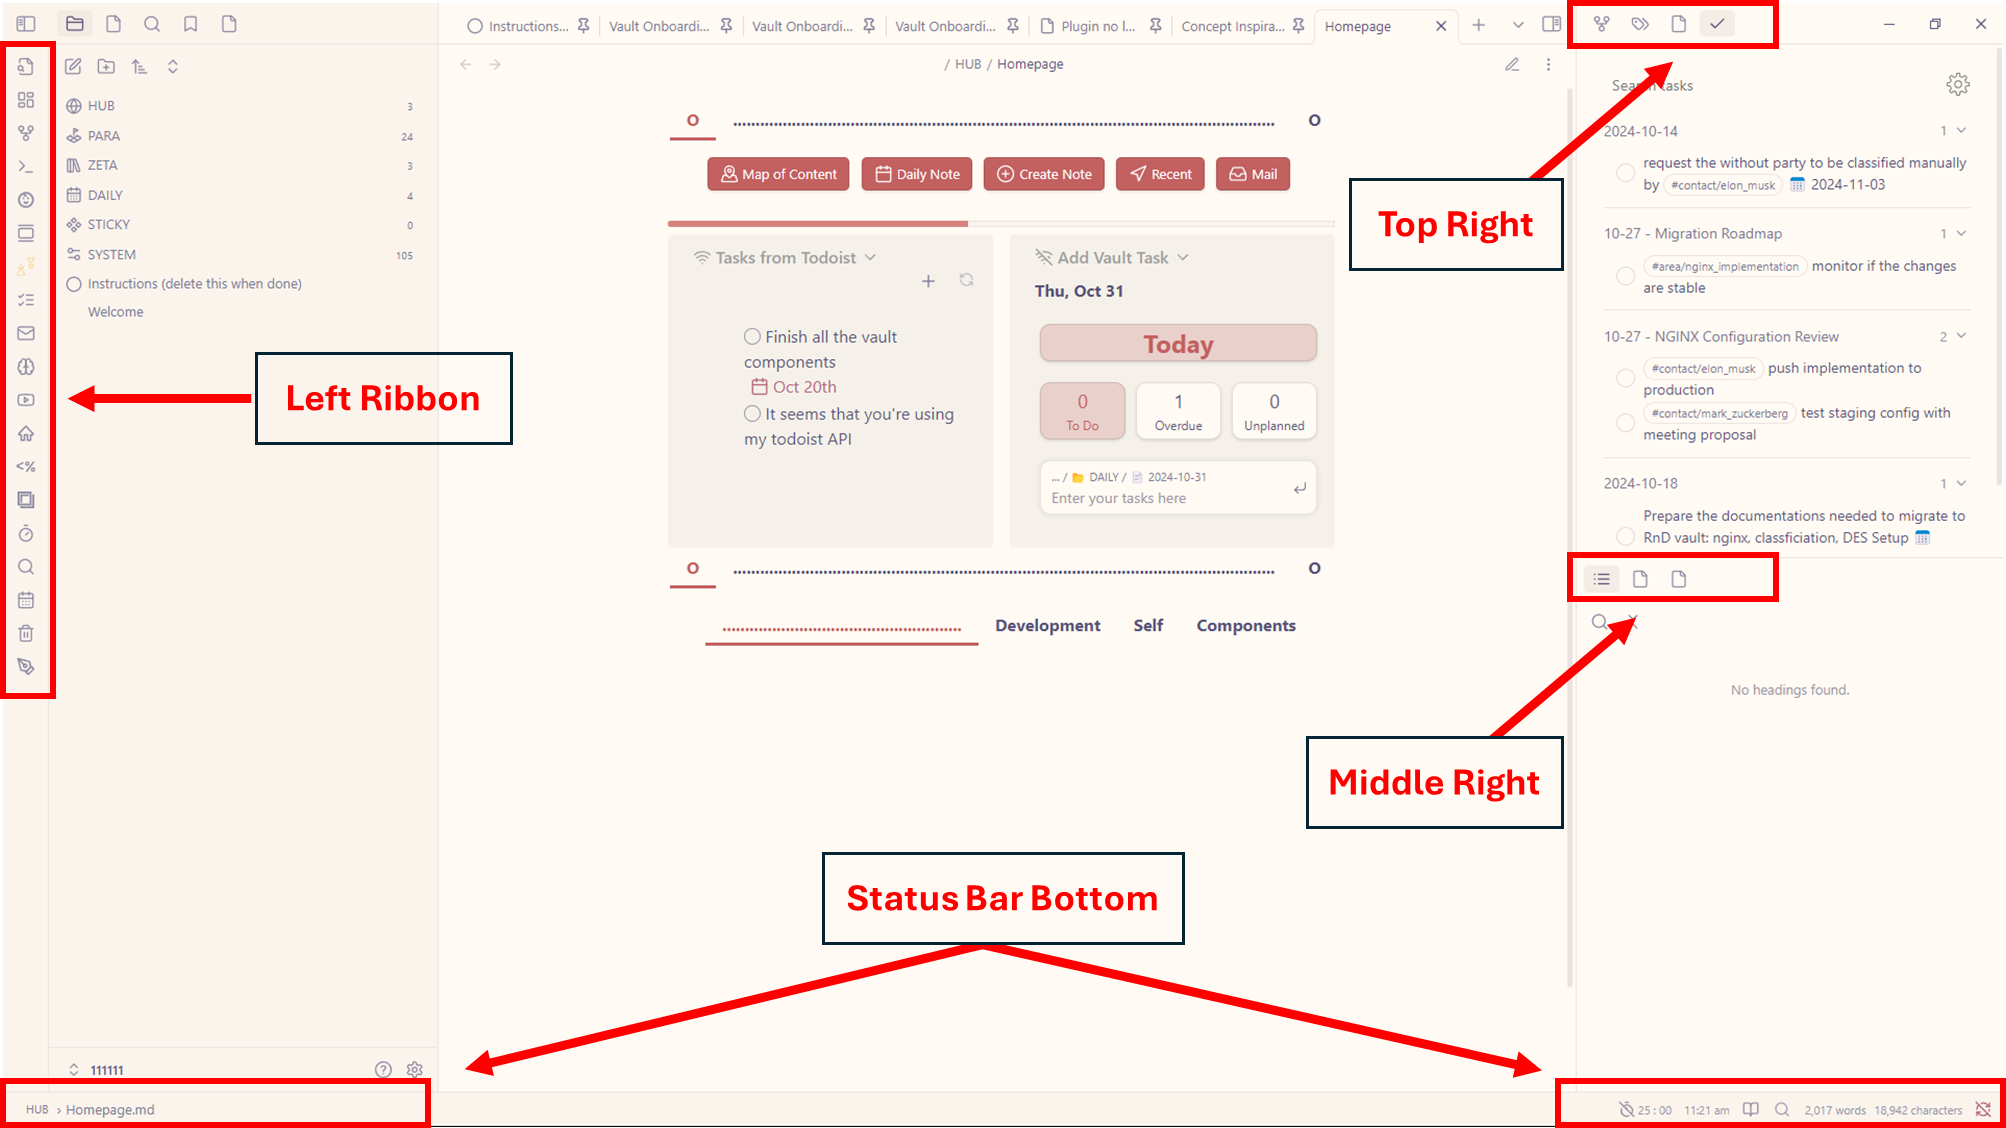 Instructions...
Vault Onboardi...
Vault Onboardi...
Vault Onboardi...
Plugin no l...
Concept Inspira...
Homepage
/ HUB / Homepage
HUB 3
PARA 24
ZETA 3
DAILY 4
STICKY 0
SYSTEM 105
Instructions (delete this when done)
Welcome
<%
Left Ribbon
111111
HUB › Homepage.md
O
O
Map of Content
Daily Note
Create Note
Recent
Mail
Tasks from Todoist
Finish all the vault
components
Oct 20th
It seems that you're using
my todoist API
Add Vault Task
Thu, Oct 31
Today
0
To Do
1
Overdue
0
Unplanned
... / DAILY / 2024-10-31
Enter your tasks here
O
O
Development
Self
Components
Status Bar Bottom
Top Right
Middle Right
tasks
2024-10-14 1
request the without party to be classified manually
by #contact/elon_musk 2024-11-03
10-27 - Migration Roadmap 1
#area/nginx_implementation monitor if the changes
are stable
10-27 - NGINX Configuration Review 2
#contact/elon_musk push implementation to
production
#contact/mark_zuckerberg test staging config with
meeting proposal
2024-10-18 1
Prepare the documentations needed to migrate to
RnD vault: nginx, classficiation, DES Setup
No headings found.
25 : 00
11:21 am
2,017 words
18,942 characters